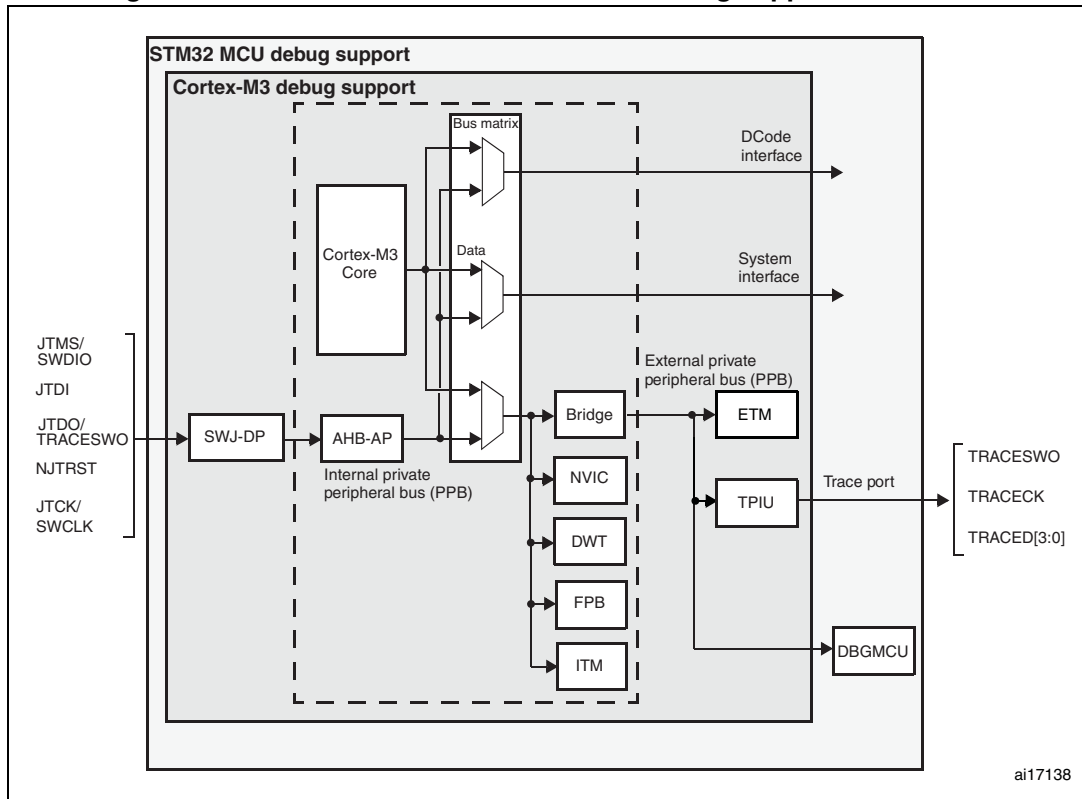 STM32 MCU debug support
Cortex-M3 debug support
Bus matrix
DCode
interface
Cortex-M3
Core
Data
System
interface
JTMS/
SWDIO
JTDI
JTDO/
TRACESWO
NJTRST
JTCK/
SWCLK
SWJ-DP
AHB-AP
Internal private
peripheral bus (PPB)
External private
peripheral bus (PPB)
Bridge
NVIC
DWT
FPB
ITM
ETM
TPIU
Trace port
TRACESWO
TRACECK
TRACED[3:0]
DBGMCU
ai17138